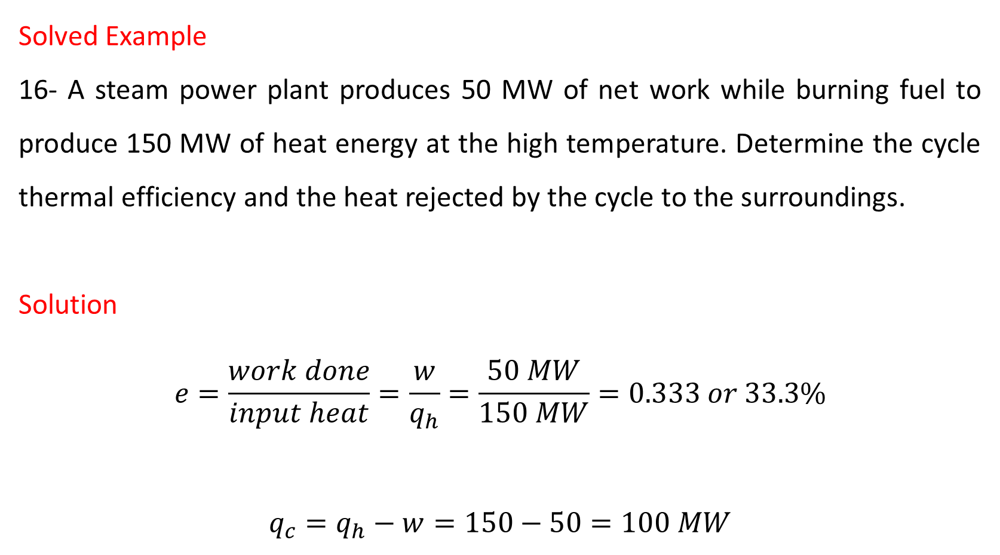 Solved Example
16- A steam power plant produces 50 MW of net work while burning fuel to
produce 150 MW of heat energy at the high temperature. Determine the cycle
thermal efficiency and the heat rejected by the cycle to the surroundings.
Solution
e = work done / input heat = w / q_h = 50 MW / 150 MW = 0.333 or 33.3%
q_c = q_h − w = 150 − 50 = 100 MW